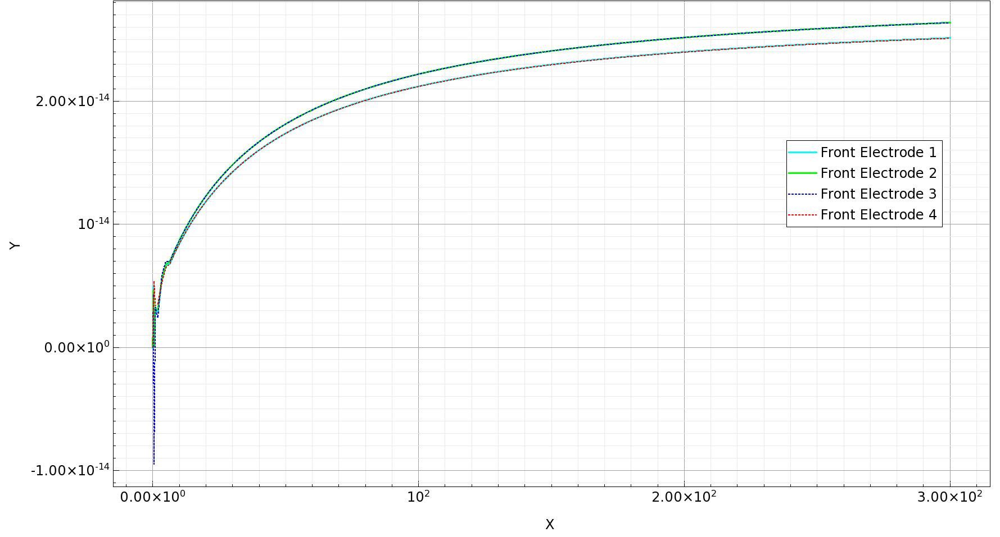 2.00×10⁻¹⁴
10⁻¹⁴
0.00×10⁰
-1.00×10⁻¹⁴
Y
Front Electrode 1
Front Electrode 2
Front Electrode 3
Front Electrode 4
0.00×10⁰ 10² 2.00×10² 3.00×10²
X